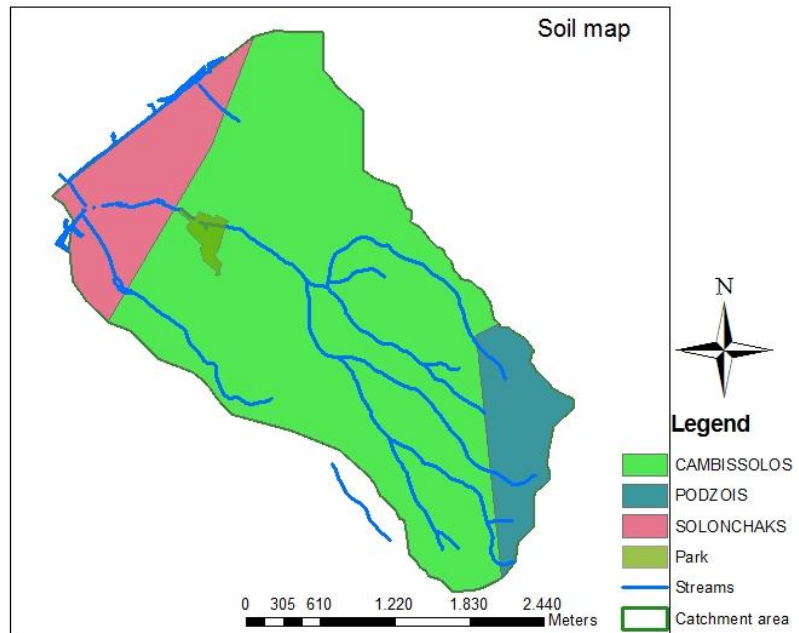 Soil map
N
Legend
CAMBISSOLOS
PODZOIS
SOLONCHAKS
Park
Streams
Catchment area
0 305 610 1.220 1.830 2.440
Meters